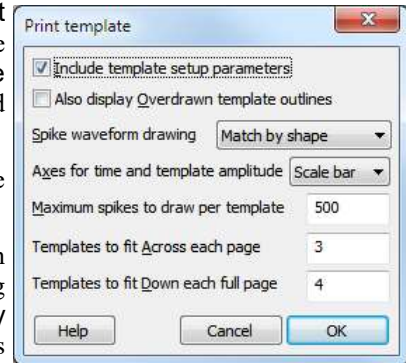 Print template
Include template setup parameters
Also display Overdrawn template outlines
Spike waveform drawing Match by shape
Axes for time and template amplitude Scale bar
Maximum spikes to draw per template 500
Templates to fit Across each page 3
Templates to fit Down each full page 4
Help Cancel OK